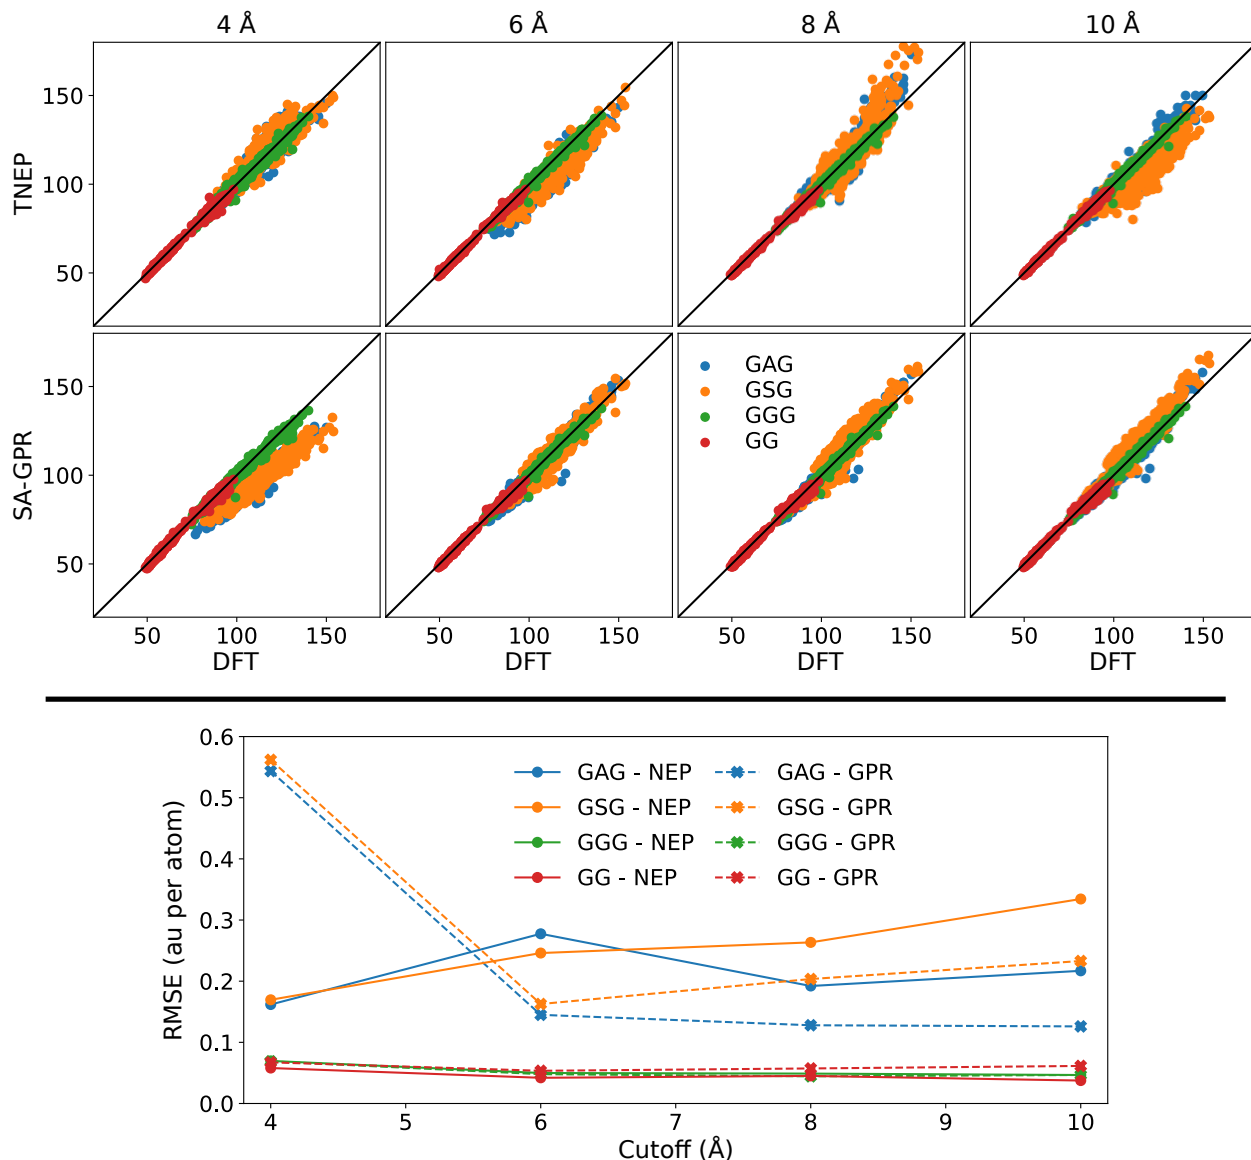 4 Å 6 Å 8 Å 10 Å
TNEP
150
100
50
SA-GPR
150
100
50
GAG
GSG
GGG
GG
50 100 150 50 100 150 50 100 150 50 100 150
DFT DFT DFT DFT
RMSE (au per atom)
0.6
0.5
0.4
0.3
0.2
0.1
0.0
GAG - NEP GAG - GPR
GSG - NEP GSG - GPR
GGG - NEP GGG - GPR
GG - NEP GG - GPR
4 5 6 7 8 9 10
Cutoff (Å)